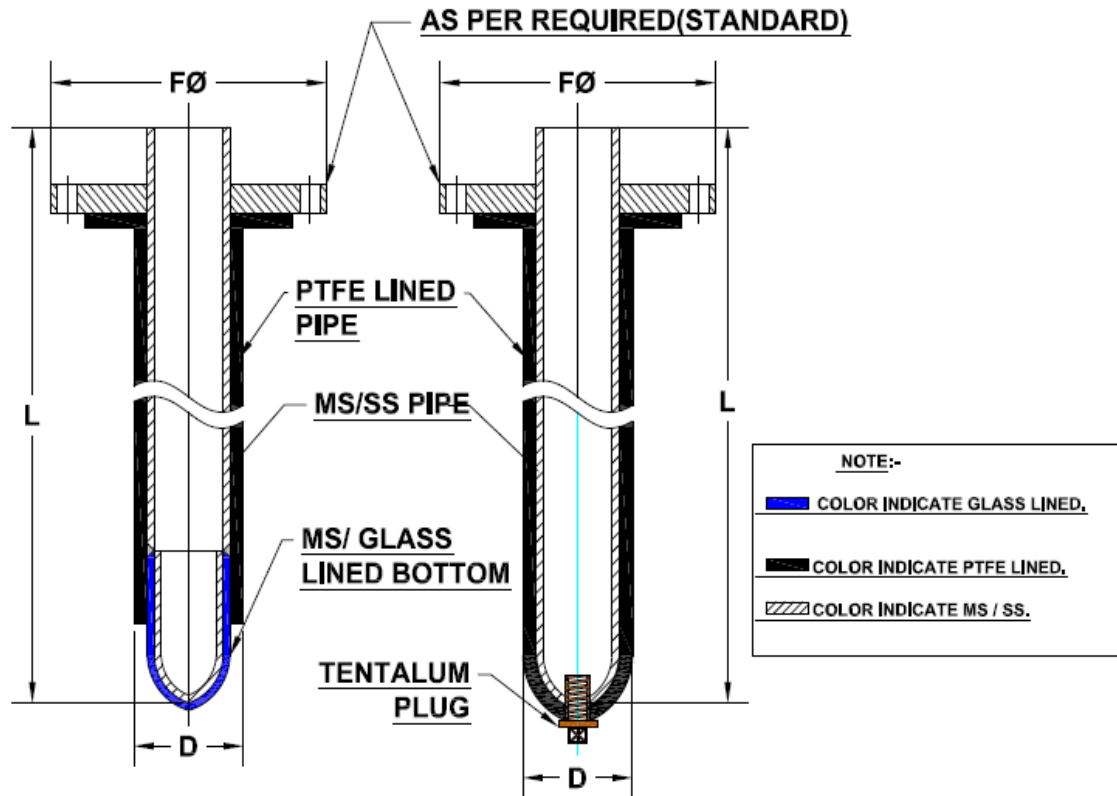 AS PER REQUIRED(STANDARD)
FØ
FØ
PTFE LINED
PIPE
L
MS/SS PIPE
L
MS/ GLASS
LINED BOTTOM
TENTALUM
PLUG
D
D
NOTE:-
COLOR INDICATE GLASS LINED.
COLOR INDICATE PTFE LINED.
COLOR INDICATE MS / SS.